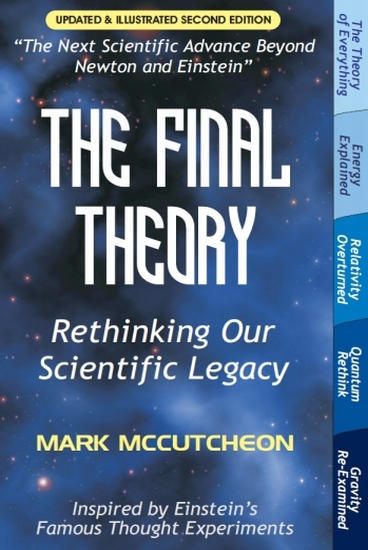 UPDATED & ILLUSTRATED SECOND EDITION
“The Next Scientific Advance Beyond
Newton and Einstein”
THE FINAL
THEORY
Rethinking Our
Scientific Legacy
MARK MCCUTCHEON
Inspired by Einstein’s
Famous Thought Experiments
The Theory
of Everything
Energy
Explained
Relativity
Overturned
Quantum
Rethink
Gravity
Re-Examined